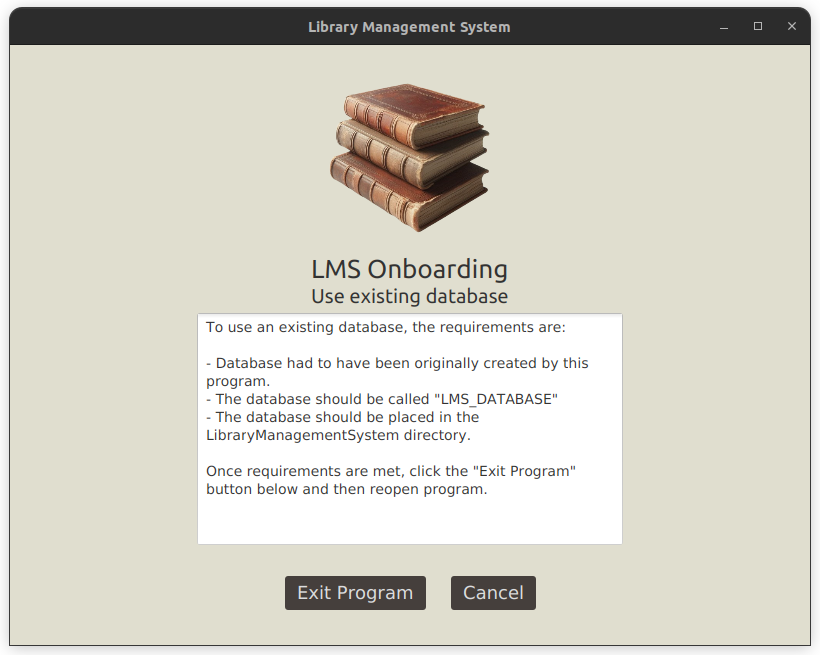 Library Management System
LMS Onboarding
Use existing database
To use an existing database, the requirements are:
- Database had to have been originally created by this
program.
- The database should be called "LMS_DATABASE"
- The database should be placed in the
LibraryManagementSystem directory.
Once requirements are met, click the "Exit Program"
button below and then reopen program.
Exit Program
Cancel